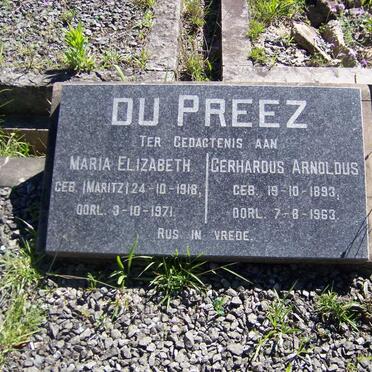 DU PREEZ
TER GEDAGTENIS AAN
MARIA ELIZABETH
GEB. (MARITZ) 24-10-1918,
OORL. 3-10-1971.
GERHARDUS ARNOLDUS
GEB. 19-10-1893,
OORL. 7-8-1963.
RUS IN VREDE.